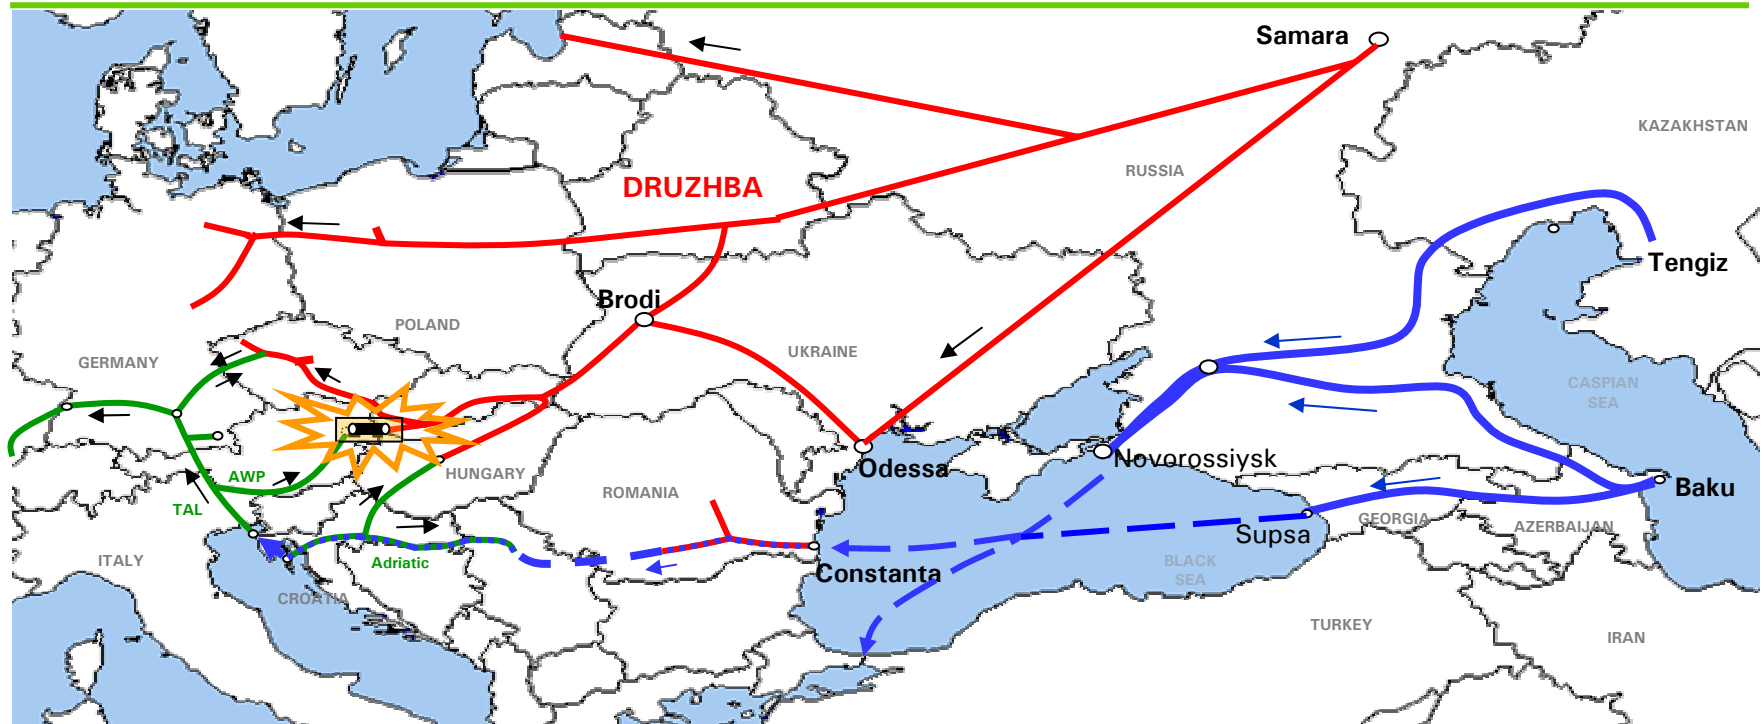 Samara
KAZAKHSTAN
RUSSIA
DRUZHBA
Tengiz
Brodi
POLAND
UKRAINE
GERMANY
CASPIAN
SEA
Odessa
Novorossiysk
HUNGARY
AWP
Baku
ROMANIA
TAL
GEORGIA
AZERBAIJAN
Supsa
ITALY
Adriatic
Constanta
BLACK
SEA
CROATIA
TURKEY
IRAN